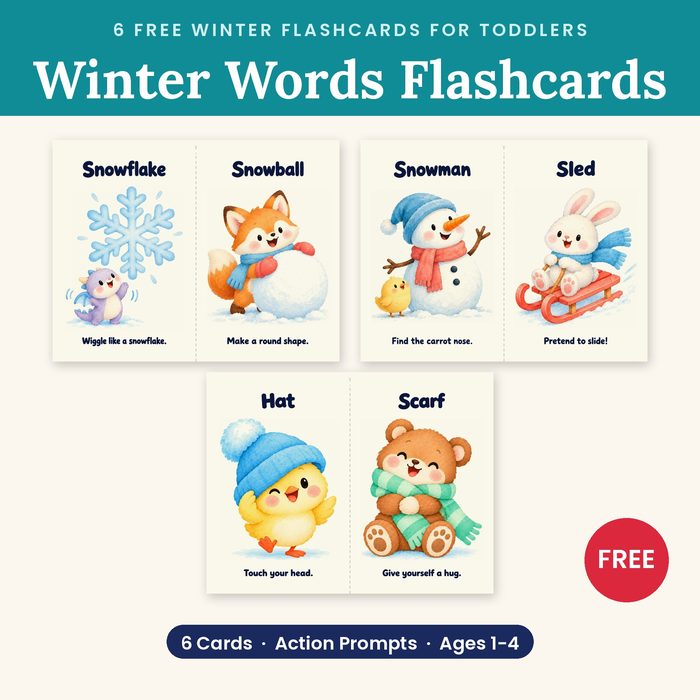 6 FREE WINTER FLASHCARDS FOR TODDLERS
Winter Words Flashcards
Snowflake
Wiggle like a snowflake.
Snowball
Make a round shape.
Snowman
Find the carrot nose.
Sled
Pretend to slide!
Hat
Touch your head.
Scarf
Give yourself a hug.
FREE
6 Cards · Action Prompts · Ages 1-4